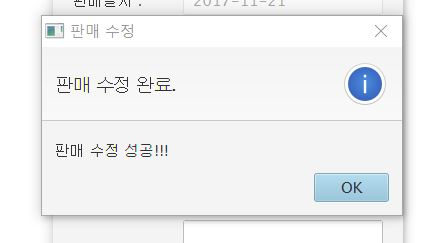 판매일시 : 2017-11-21
판매 수정
판매 수정 완료.
판매 수정 성공!!!
OK